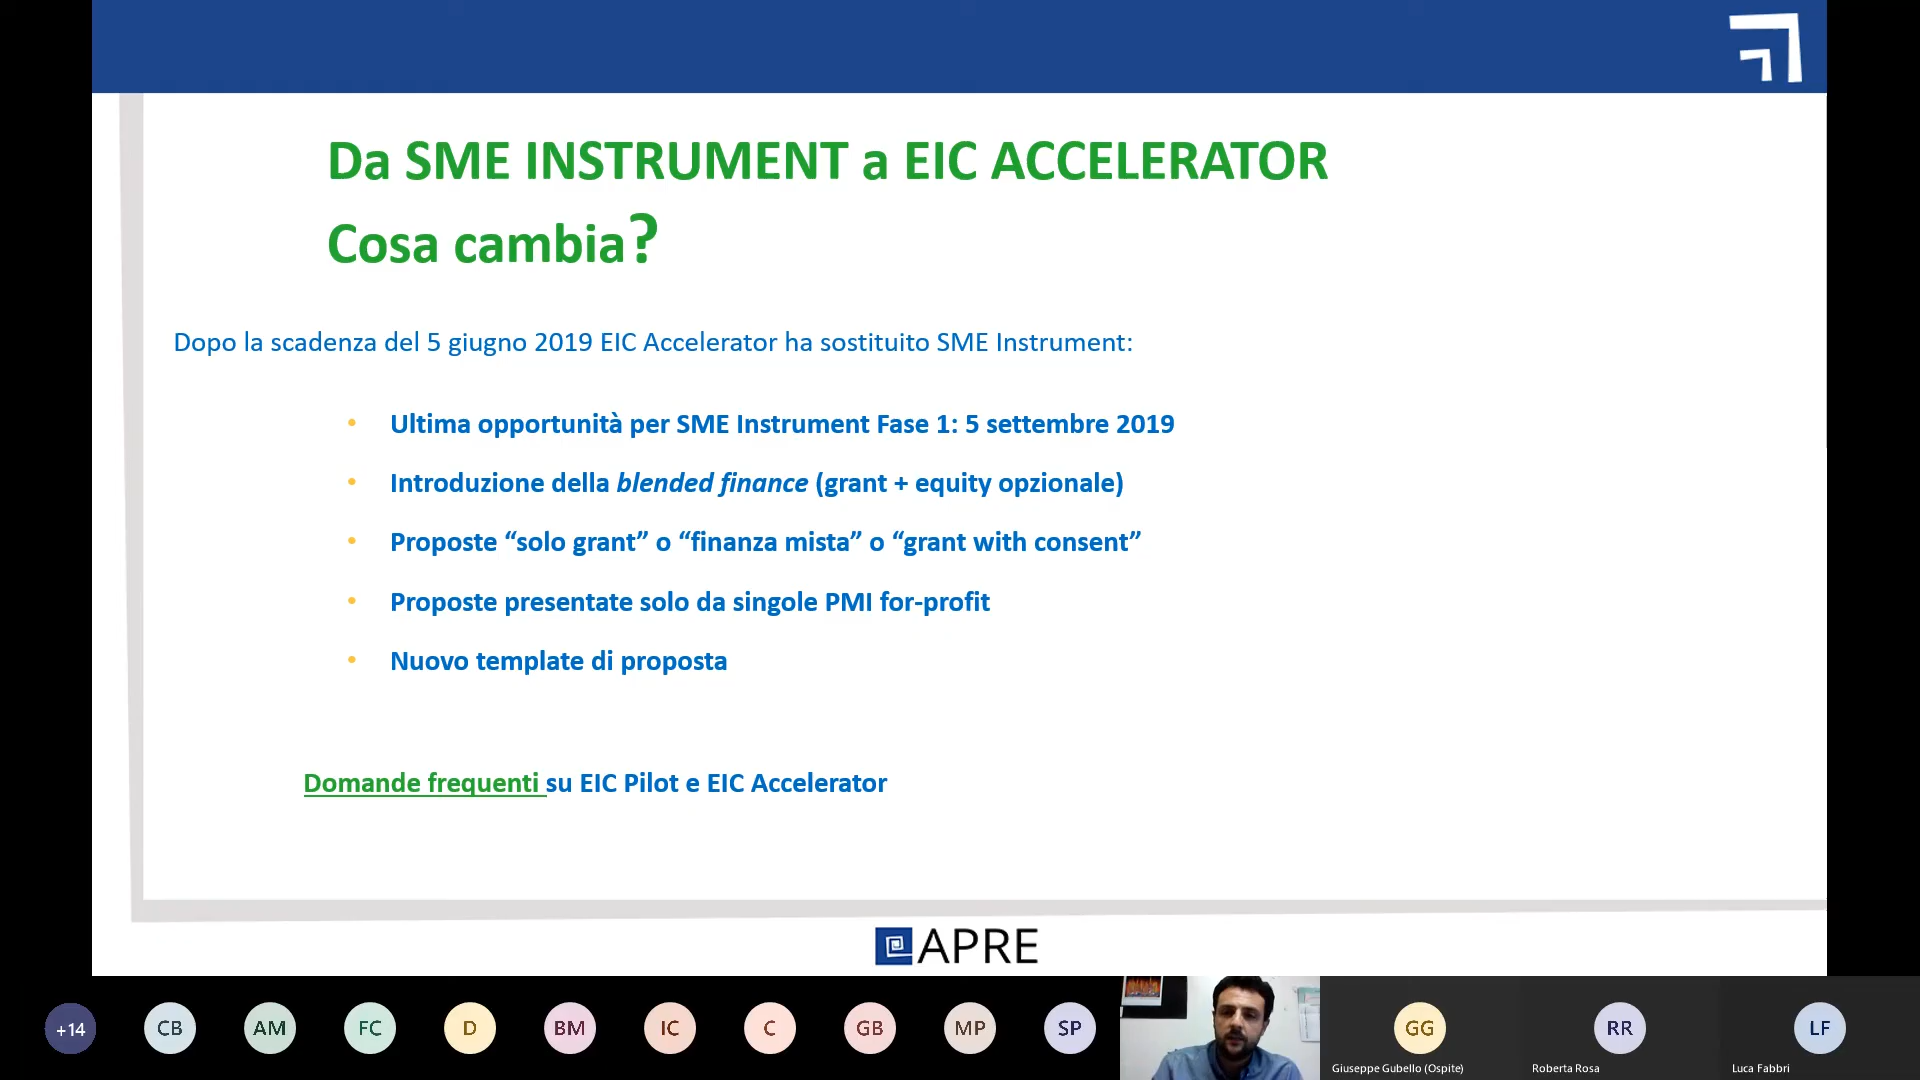 Da SME INSTRUMENT a EIC ACCELERATOR
Cosa cambia?
Dopo la scadenza del 5 giugno 2019 EIC Accelerator ha sostituito SME Instrument:
• Ultima opportunità per SME Instrument Fase 1: 5 settembre 2019
• Introduzione della blended finance (grant + equity opzionale)
• Proposte “solo grant” o “finanza mista” o “grant with consent”
• Proposte presentate solo da singole PMI for-profit
• Nuovo template di proposta
Domande frequenti su EIC Pilot e EIC Accelerator
APRE
+14 CB AM FC D BM IC C GB MP SP GG RR LF
Giuseppe Gubello (Ospite) Roberta Rosa Luca Fabbri